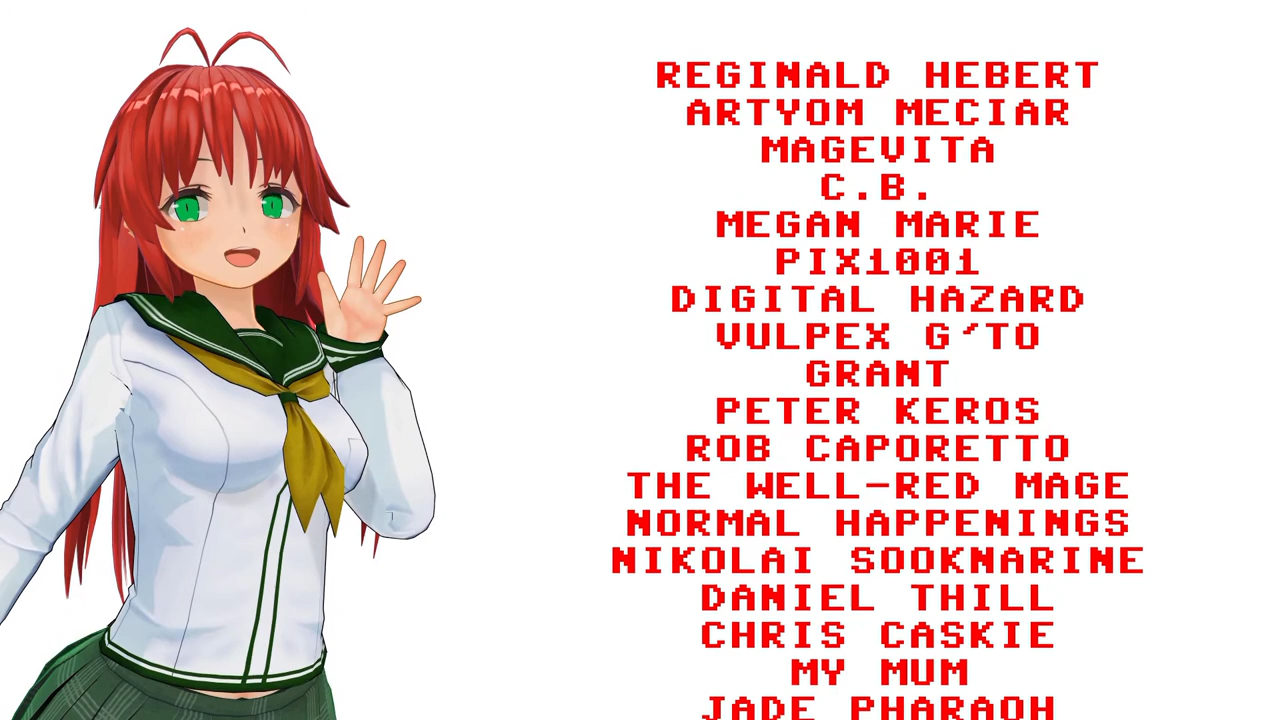 REGINALD HEBERT
ARTYOM MECIAR
MAGEVITA
C.B.
MEGAN MARIE
PIX1001
DIGITAL HAZARD
VULPEX G'TO
GRANT
PETER KEROS
ROB CAPORETTO
THE WELL-RED MAGE
NORMAL HAPPENINGS
NIKOLAI SOOKNARINE
DANIEL THILL
CHRIS CASKIE
MY MUM
JADE PHARAOH